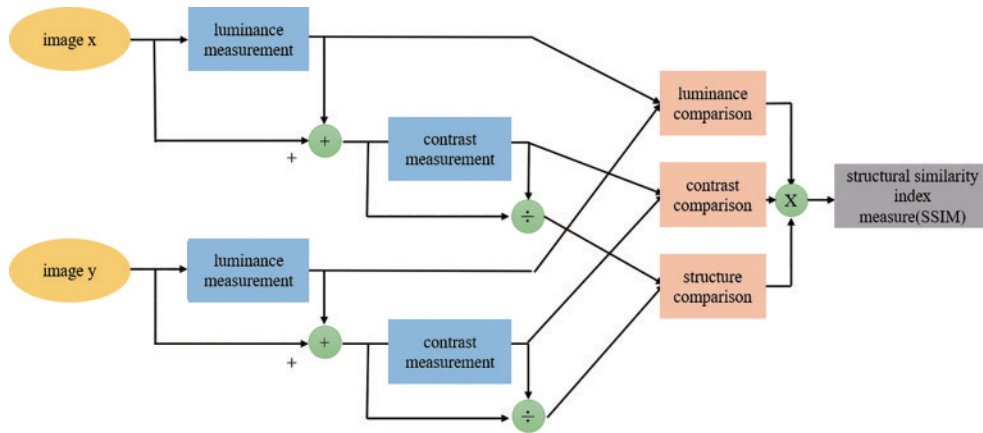 image x
luminance
measurement
+
+
contrast
measurement
÷
image y
luminance
measurement
+
+
contrast
measurement
÷
luminance
comparison
contrast
comparison
structure
comparison
X
structural similarity
index
measure(SSIM)